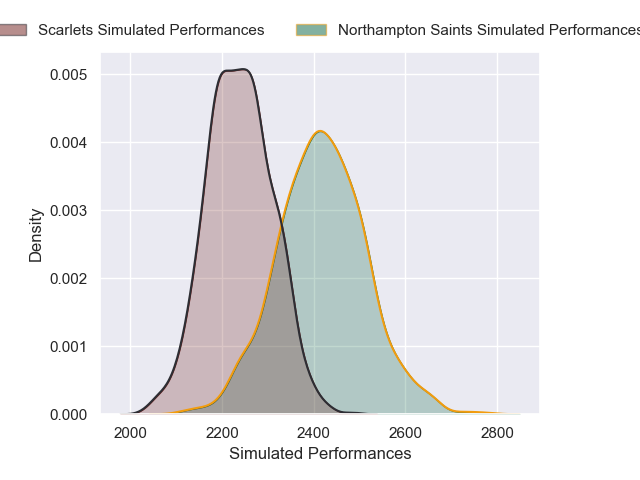 Scarlets Simulated Performances Northampton Saints Simulated Performances
0.005
0.004
0.003
0.002
0.001
0.000
Density
2000 2200 2400 2600 2800
Simulated Performances